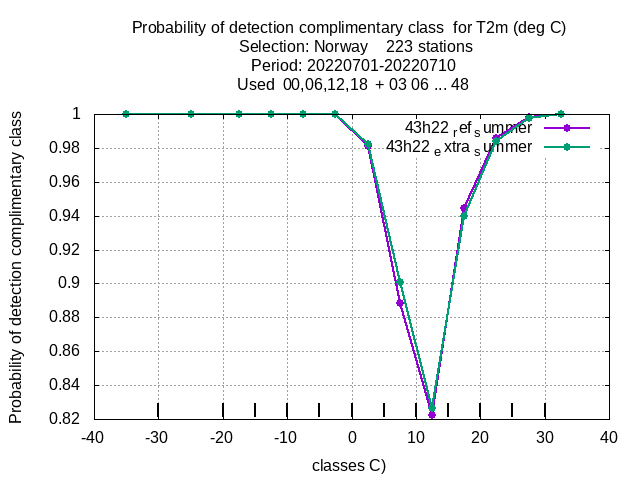 Probability of detection complimentary class for T2m (deg C)
Selection: Norway 223 stations
Period: 20220701-20220710
Used 00,06,12,18 + 03 06 ... 48
Probability of detection complimentary class
1
0.98
0.96
0.94
0.92
0.9
0.88
0.86
0.84
0.82
43h22 ref summer
43h22 extra summer
-40 -30 -20 -10 0 10 20 30 40
classes C)